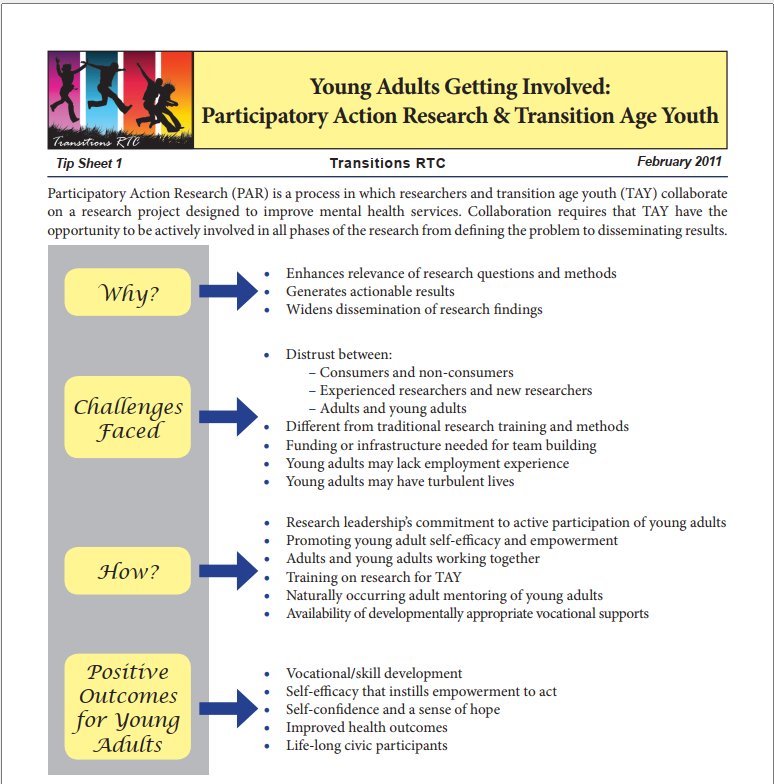 Young Adults Getting Involved:
Participatory Action Research & Transition Age Youth
Transitions RTC
Tip Sheet 1
Transitions RTC
February 2011
Participatory Action Research (PAR) is a process in which researchers and transition age youth (TAY) collaborate
on a research project designed to improve mental health services. Collaboration requires that TAY have the
opportunity to be actively involved in all phases of the research from defining the problem to disseminating results.
Why?
• Enhances relevance of research questions and methods
• Generates actionable results
• Widens dissemination of research findings
Challenges
Faced
• Distrust between:
– Consumers and non-consumers
– Experienced researchers and new researchers
– Adults and young adults
• Different from traditional research training and methods
• Funding or infrastructure needed for team building
• Young adults may lack employment experience
• Young adults may have turbulent lives
How?
• Research leadership's commitment to active participation of young adults
• Promoting young adult self-efficacy and empowerment
• Adults and young adults working together
• Training on research for TAY
• Naturally occurring adult mentoring of young adults
• Availability of developmentally appropriate vocational supports
Positive
Outcomes
for Young
Adults
• Vocational/skill development
• Self-efficacy that instills empowerment to act
• Self-confidence and a sense of hope
• Improved health outcomes
• Life-long civic participants